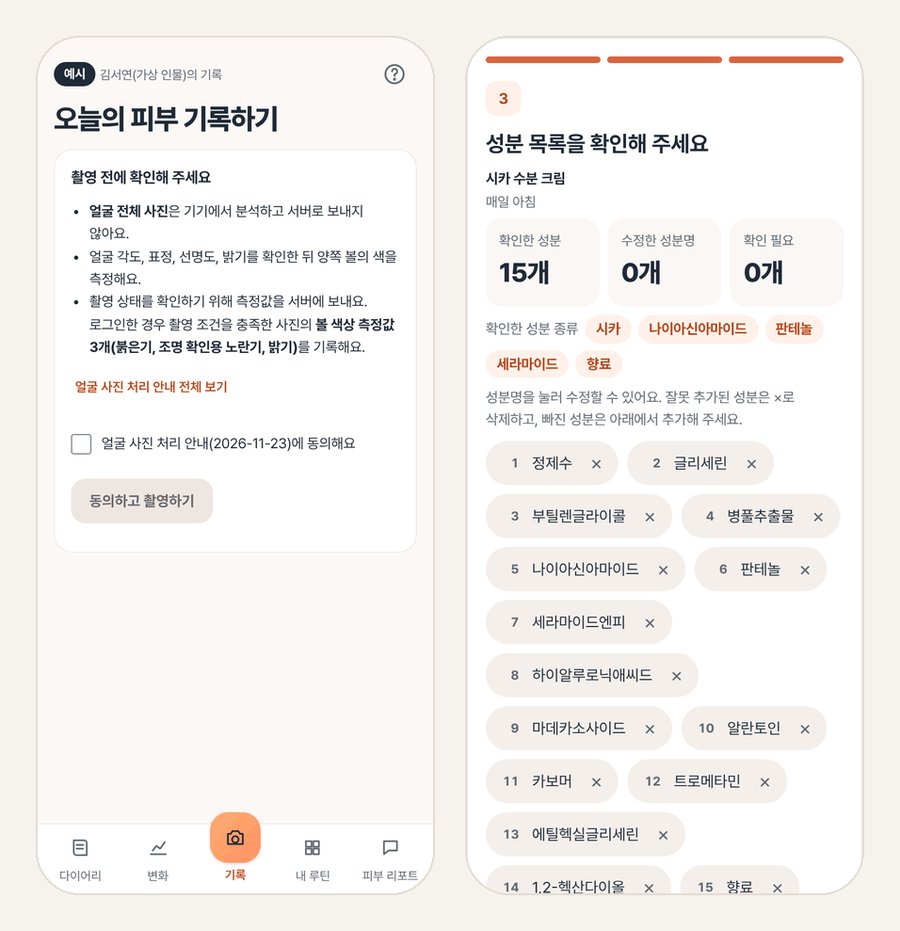 예시 김서연(가상 인물)의 기록
오늘의 피부 기록하기
촬영 전에 확인해 주세요
• 얼굴 전체 사진은 기기에서 분석하고 서버로 보내지
않아요.
• 얼굴 각도, 표정, 선명도, 밝기를 확인한 뒤 양쪽 볼의 색을
측정해요.
• 촬영 상태를 확인하기 위해 측정값을 서버에 보내요.
로그인한 경우 촬영 조건을 충족한 사진의 볼 색상 측정값
3개(붉은기, 조명 확인용 노란기, 밝기)를 기록해요.
얼굴 사진 처리 안내 전체 보기
얼굴 사진 처리 안내(2026-11-23)에 동의해요
동의하고 촬영하기
다이어리 변화 기록 내 루틴 피부 리포트
3
성분 목록을 확인해 주세요
시카 수분 크림
매일 아침
확인한 성분 수정한 성분명 확인 필요
15개 0개 0개
확인한 성분 종류 시카 나이아신아마이드 판테놀
세라마이드 향료
성분명을 눌러 수정할 수 있어요. 잘못 추가된 성분은 ×로
삭제하고, 빠진 성분은 아래에서 추가해 주세요.
1 정제수 × 2 글리세린 ×
3 부틸렌글라이콜 × 4 병풀추출물 ×
5 나이아신아마이드 × 6 판테놀 ×
7 세라마이드엔피 ×
8 하이알루로닉애씨드 ×
9 마데카소사이드 × 10 알란토인 ×
11 카보머 × 12 트로메타민 ×
13 에틸헥실글리세린 ×
14 1,2-헥산다이올 × 15 향료 ×